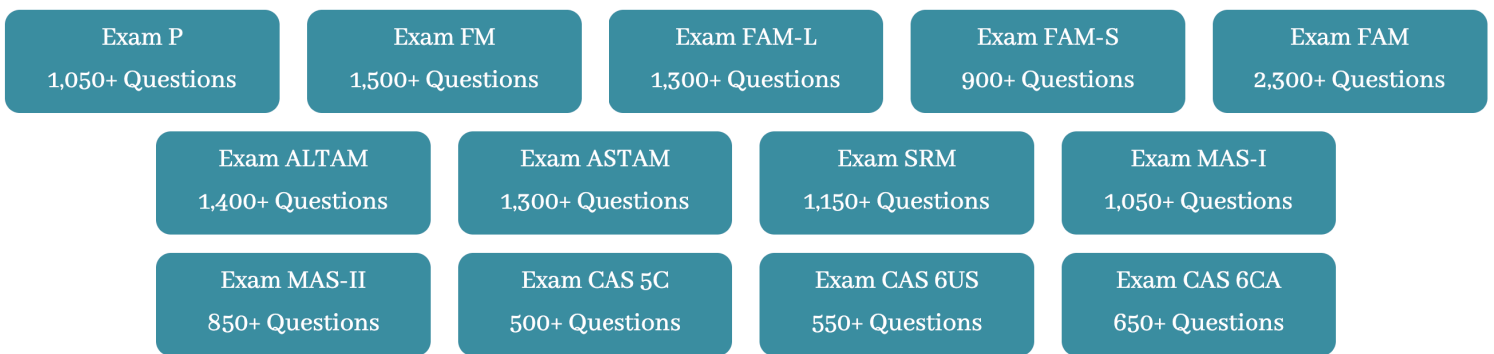 Exam P
1,050+ Questions
Exam FM
1,500+ Questions
Exam FAM-L
1,300+ Questions
Exam FAM-S
900+ Questions
Exam FAM
2,300+ Questions
Exam ALTAM
1,400+ Questions
Exam ASTAM
1,300+ Questions
Exam SRM
1,150+ Questions
Exam MAS-I
1,050+ Questions
Exam MAS-II
850+ Questions
Exam CAS 5C
500+ Questions
Exam CAS 6US
550+ Questions
Exam CAS 6CA
650+ Questions